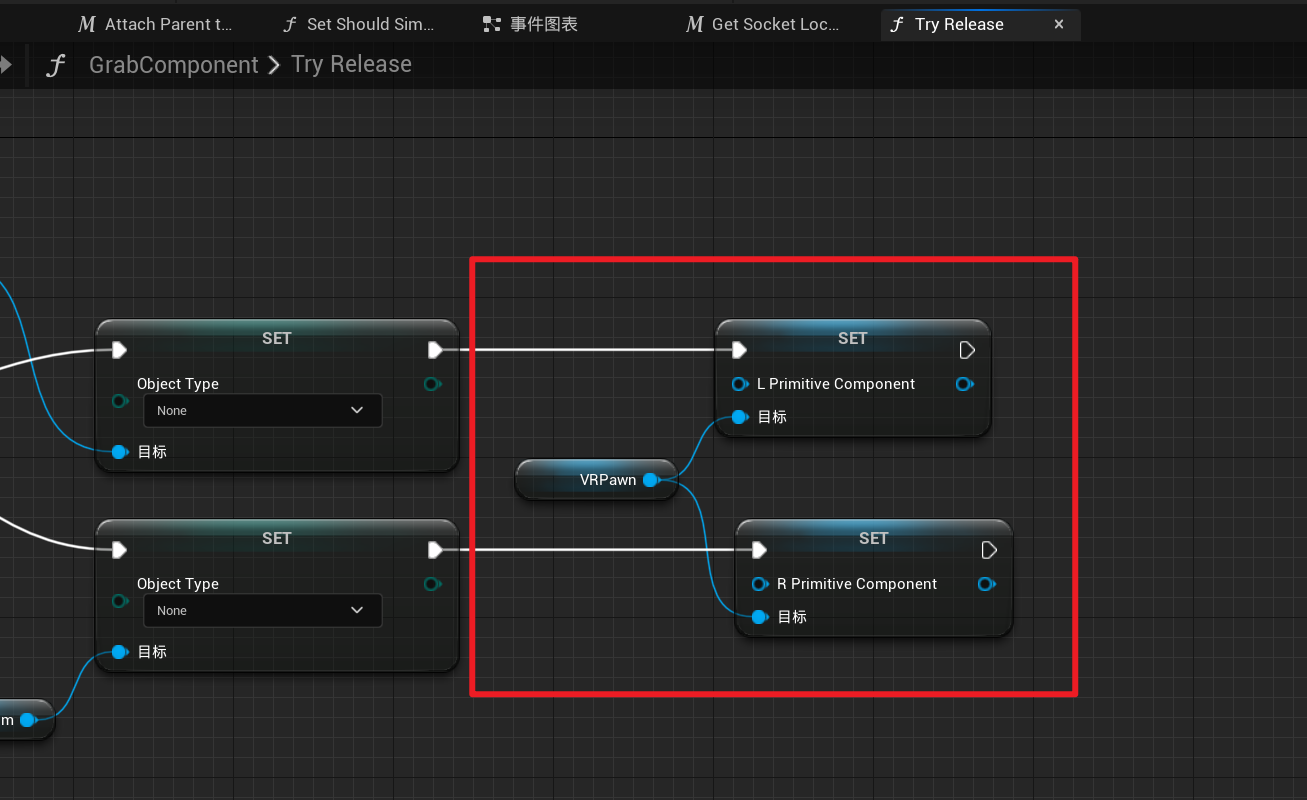 Attach Parent t...
Set Should Sim...
事件图表
Get Socket Loc...
Try Release
GrabComponent > Try Release
SET
Object Type
None
目标
SET
L Primitive Component
目标
VRPawn
SET
Object Type
None
目标
SET
R Primitive Component
目标
m